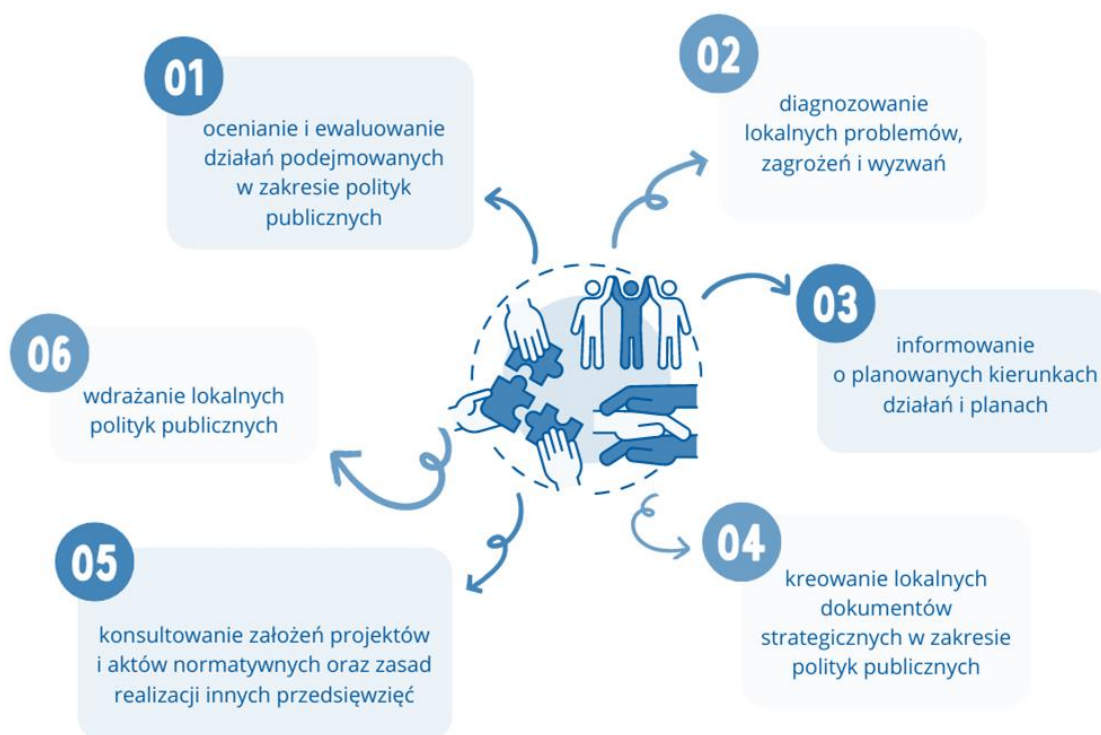 01
ocenianie i ewaluowanie
działań podejmowanych
w zakresie polityk
publicznych
02
diagnozowanie
lokalnych problemów,
zagrożeń i wyzwań
03
informowanie
o planowanych kierunkach
działań i planach
04
kreowanie lokalnych
dokumentów
strategicznych w zakresie
polityk publicznych
05
konsultowanie założeń projektów
i aktów normatywnych oraz zasad
realizacji innych przedsięwzięć
06
wdrażanie lokalnych
polityk publicznych